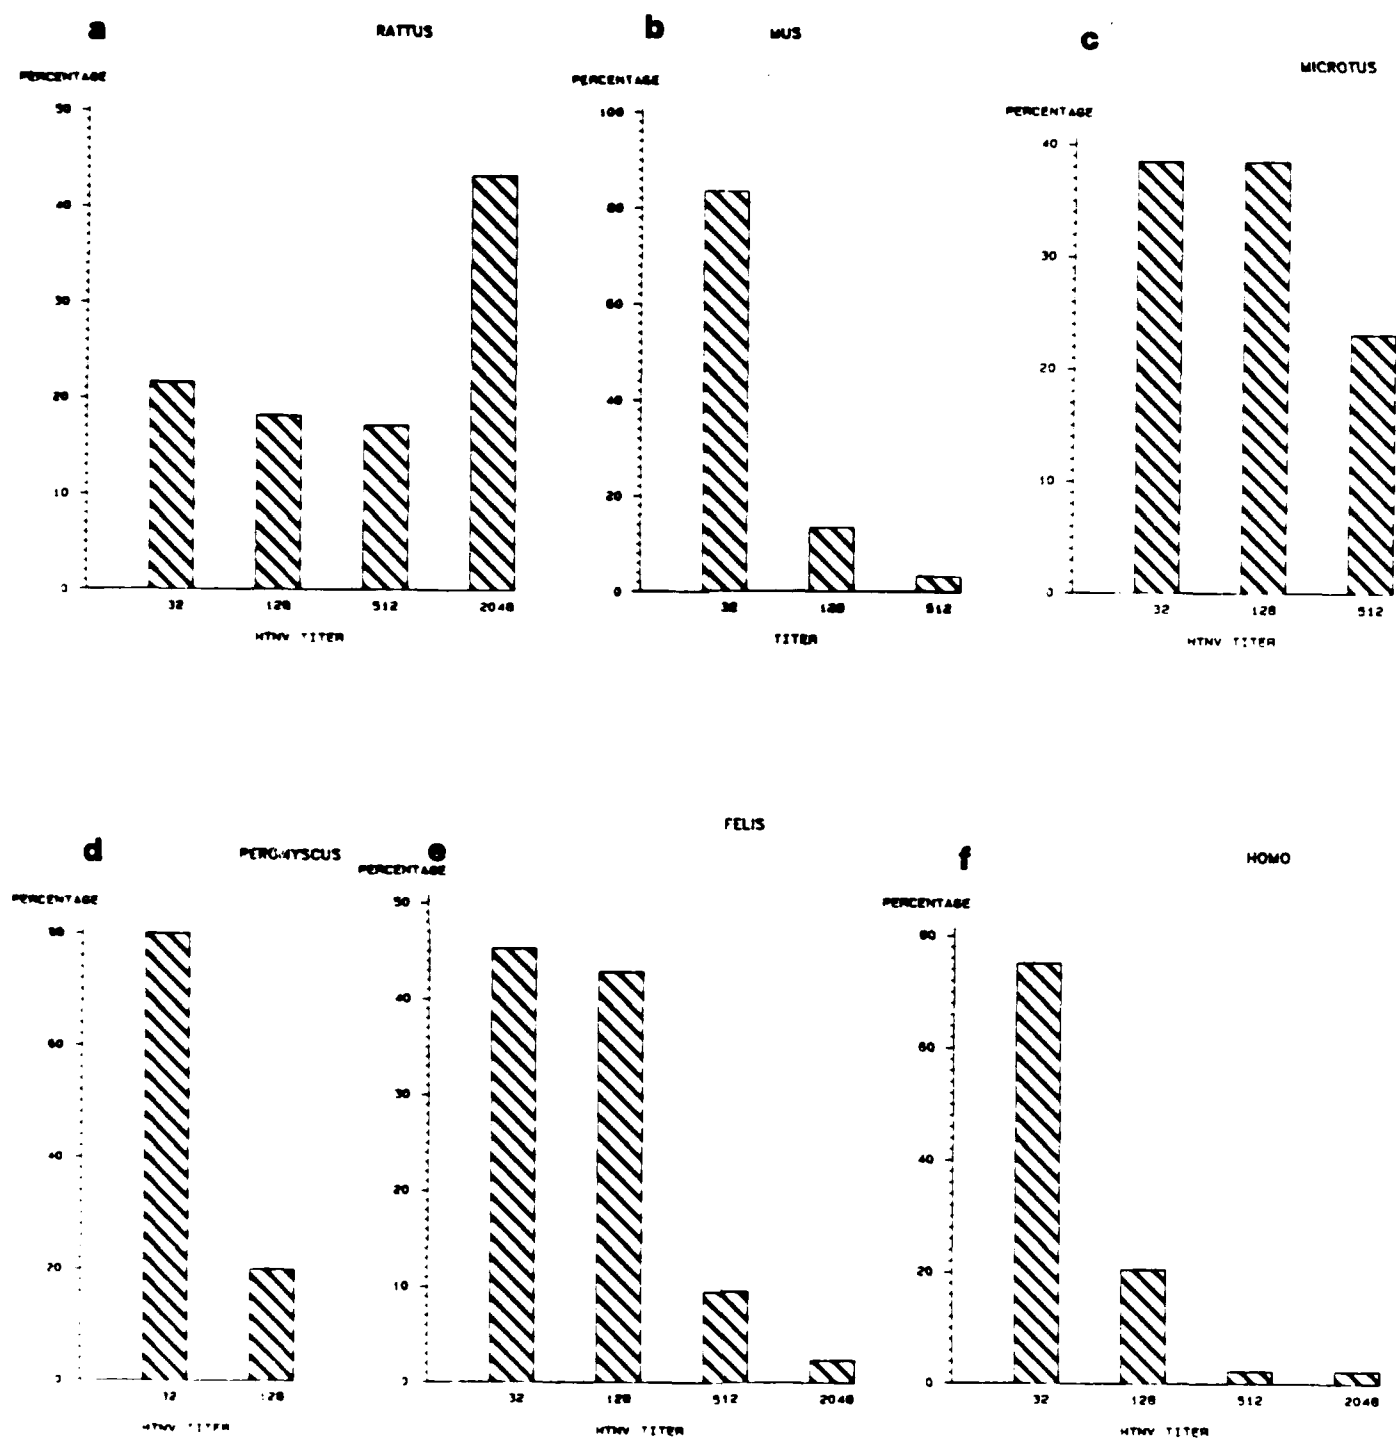 a
RATTUS
PERCENTAGE
50
40
30
20
10
0
32 128 512 2048
HTNV TITER
b
MUS
PERCENTAGE
100
80
60
40
20
0
32 128 512
TITER
c
MICROTUS
PERCENTAGE
40
30
20
10
0
32 128 512
HTNV TITER
d
PEROMYSCUS
PERCENTAGE
80
60
40
20
0
32 128
HTNV TITER
e
FELIS
PERCENTAGE
50
40
30
20
10
0
32 128 512 2048
HTNV TITER
f
HOMO
PERCENTAGE
80
60
40
20
0
32 128 512 2048
HTNV TITER